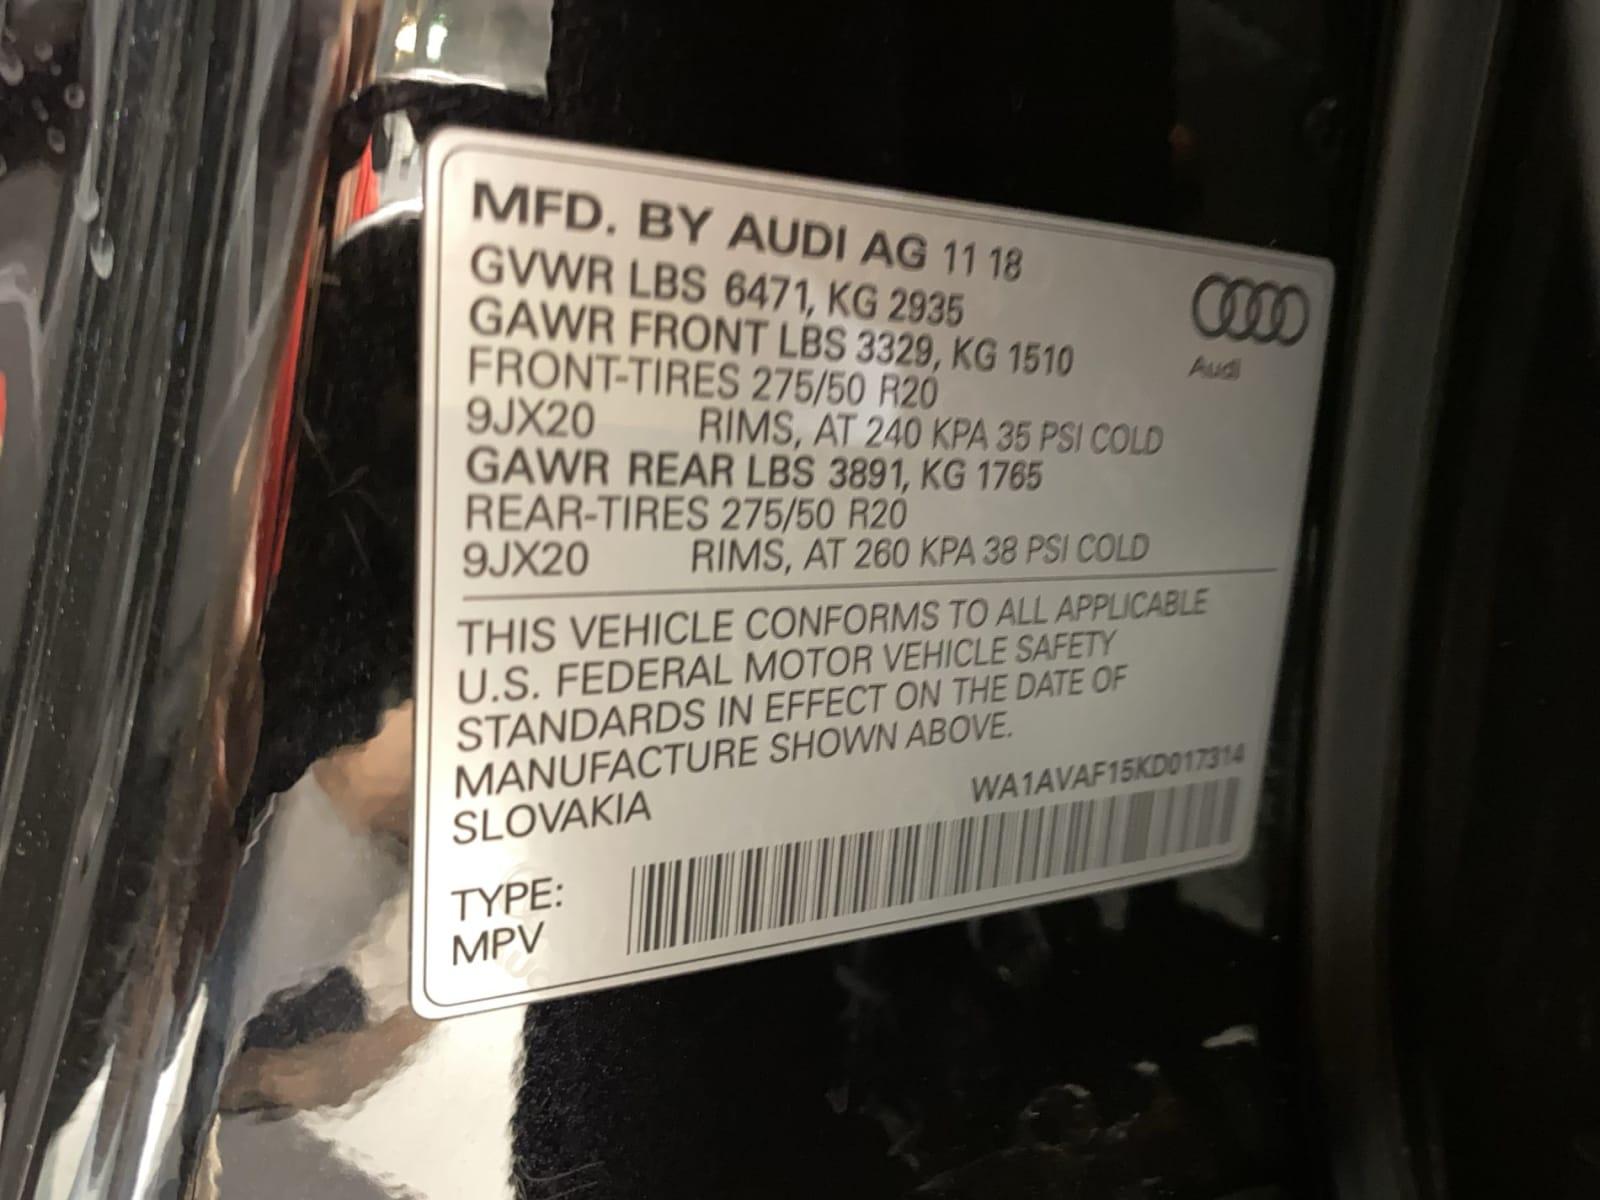 MFD. BY AUDI AG 11 18
GVWR LBS 6471, KG 2935
GAWR FRONT LBS 3329, KG 1510
FRONT-TIRES 275/50 R20
9JX20 RIMS, AT 240 KPA 35 PSI COLD
GAWR REAR LBS 3891, KG 1765
REAR-TIRES 275/50 R20
9JX20 RIMS, AT 260 KPA 38 PSI COLD
Audi
THIS VEHICLE CONFORMS TO ALL APPLICABLE
U.S. FEDERAL MOTOR VEHICLE SAFETY
STANDARDS IN EFFECT ON THE DATE OF
MANUFACTURE SHOWN ABOVE.
SLOVAKIA
WA1AVAF15KD017314
TYPE:
MPV